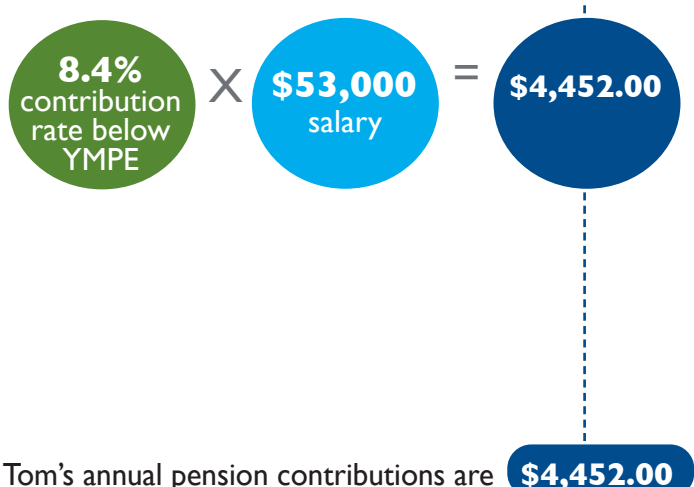 8.4%
contribution
rate below
YMPE
X
$53,000
salary
=
$4,452.00
Tom's annual pension contributions are $4,452.00